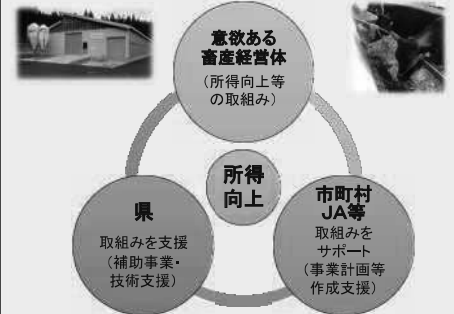 意欲ある
畜産経営体
（所得向上等
の取組み）
所得
向上
県
取組みを支援
（補助事業・
技術支援）
市町村
JA等
取組みを
サポート
（事業計画等
作成支援）